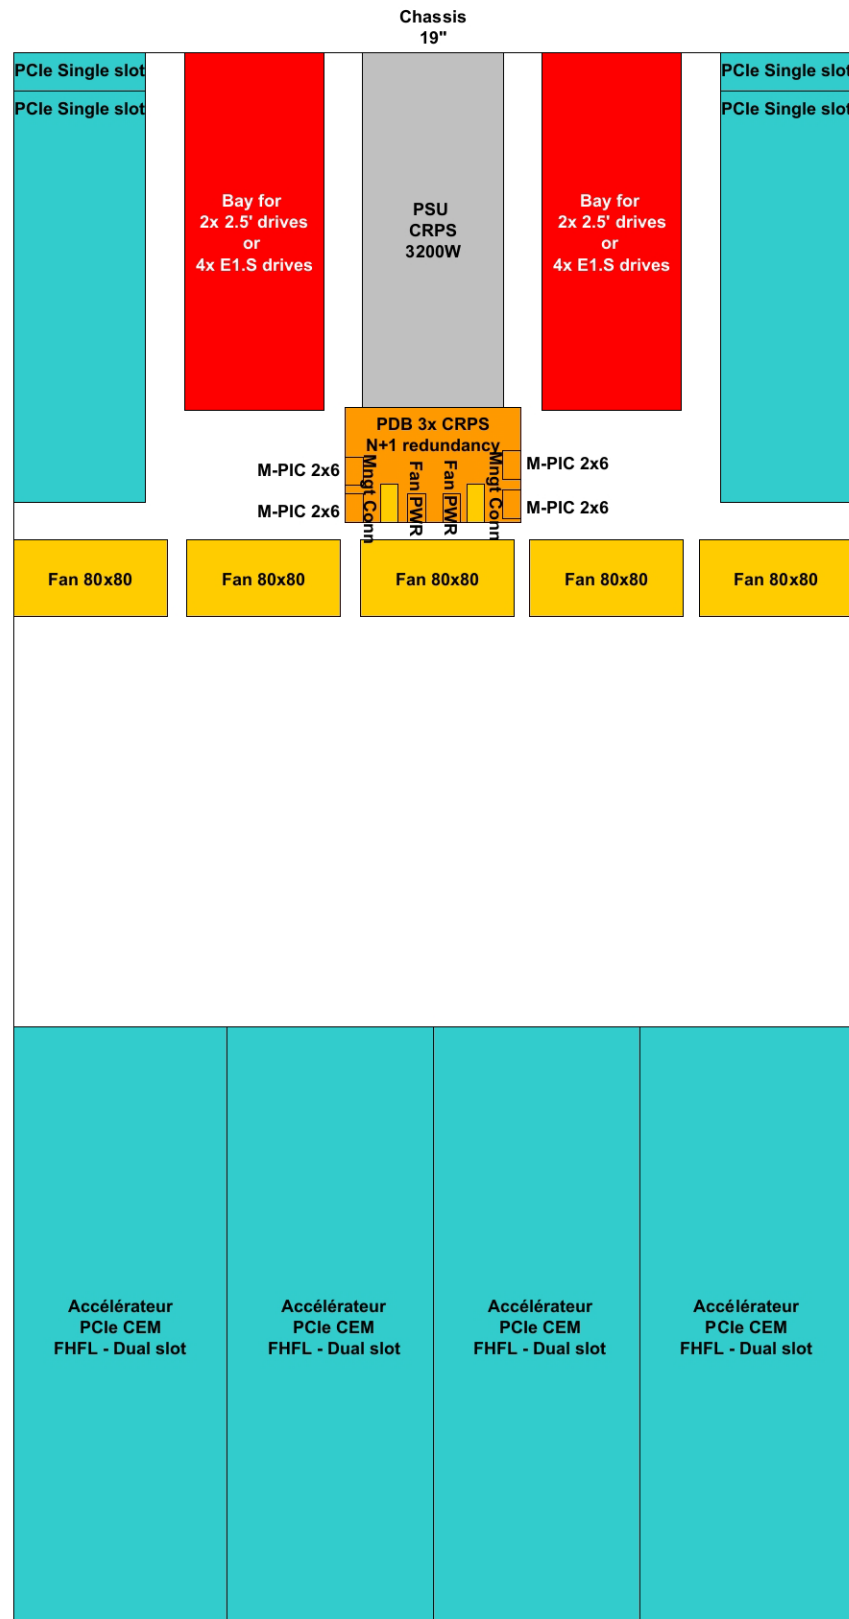 Chassis
19"
PCIe Single slot
PCIe Single slot
Bay for
2x 2.5' drives
or
4x E1.S drives
PSU
CRPS
3200W
Bay for
2x 2.5' drives
or
4x E1.S drives
PCIe Single slot
PCIe Single slot
PDB 3x CRPS
N+1 redundancy
M-PIC 2x6
M-PIC 2x6
Mngt Conn
Fan PWR
Fan PWR
Mngt Conn
M-PIC 2x6
M-PIC 2x6
Fan 80x80
Fan 80x80
Fan 80x80
Fan 80x80
Fan 80x80
Accélérateur
PCIe CEM
FHFL - Dual slot
Accélérateur
PCIe CEM
FHFL - Dual slot
Accélérateur
PCIe CEM
FHFL - Dual slot
Accélérateur
PCIe CEM
FHFL - Dual slot